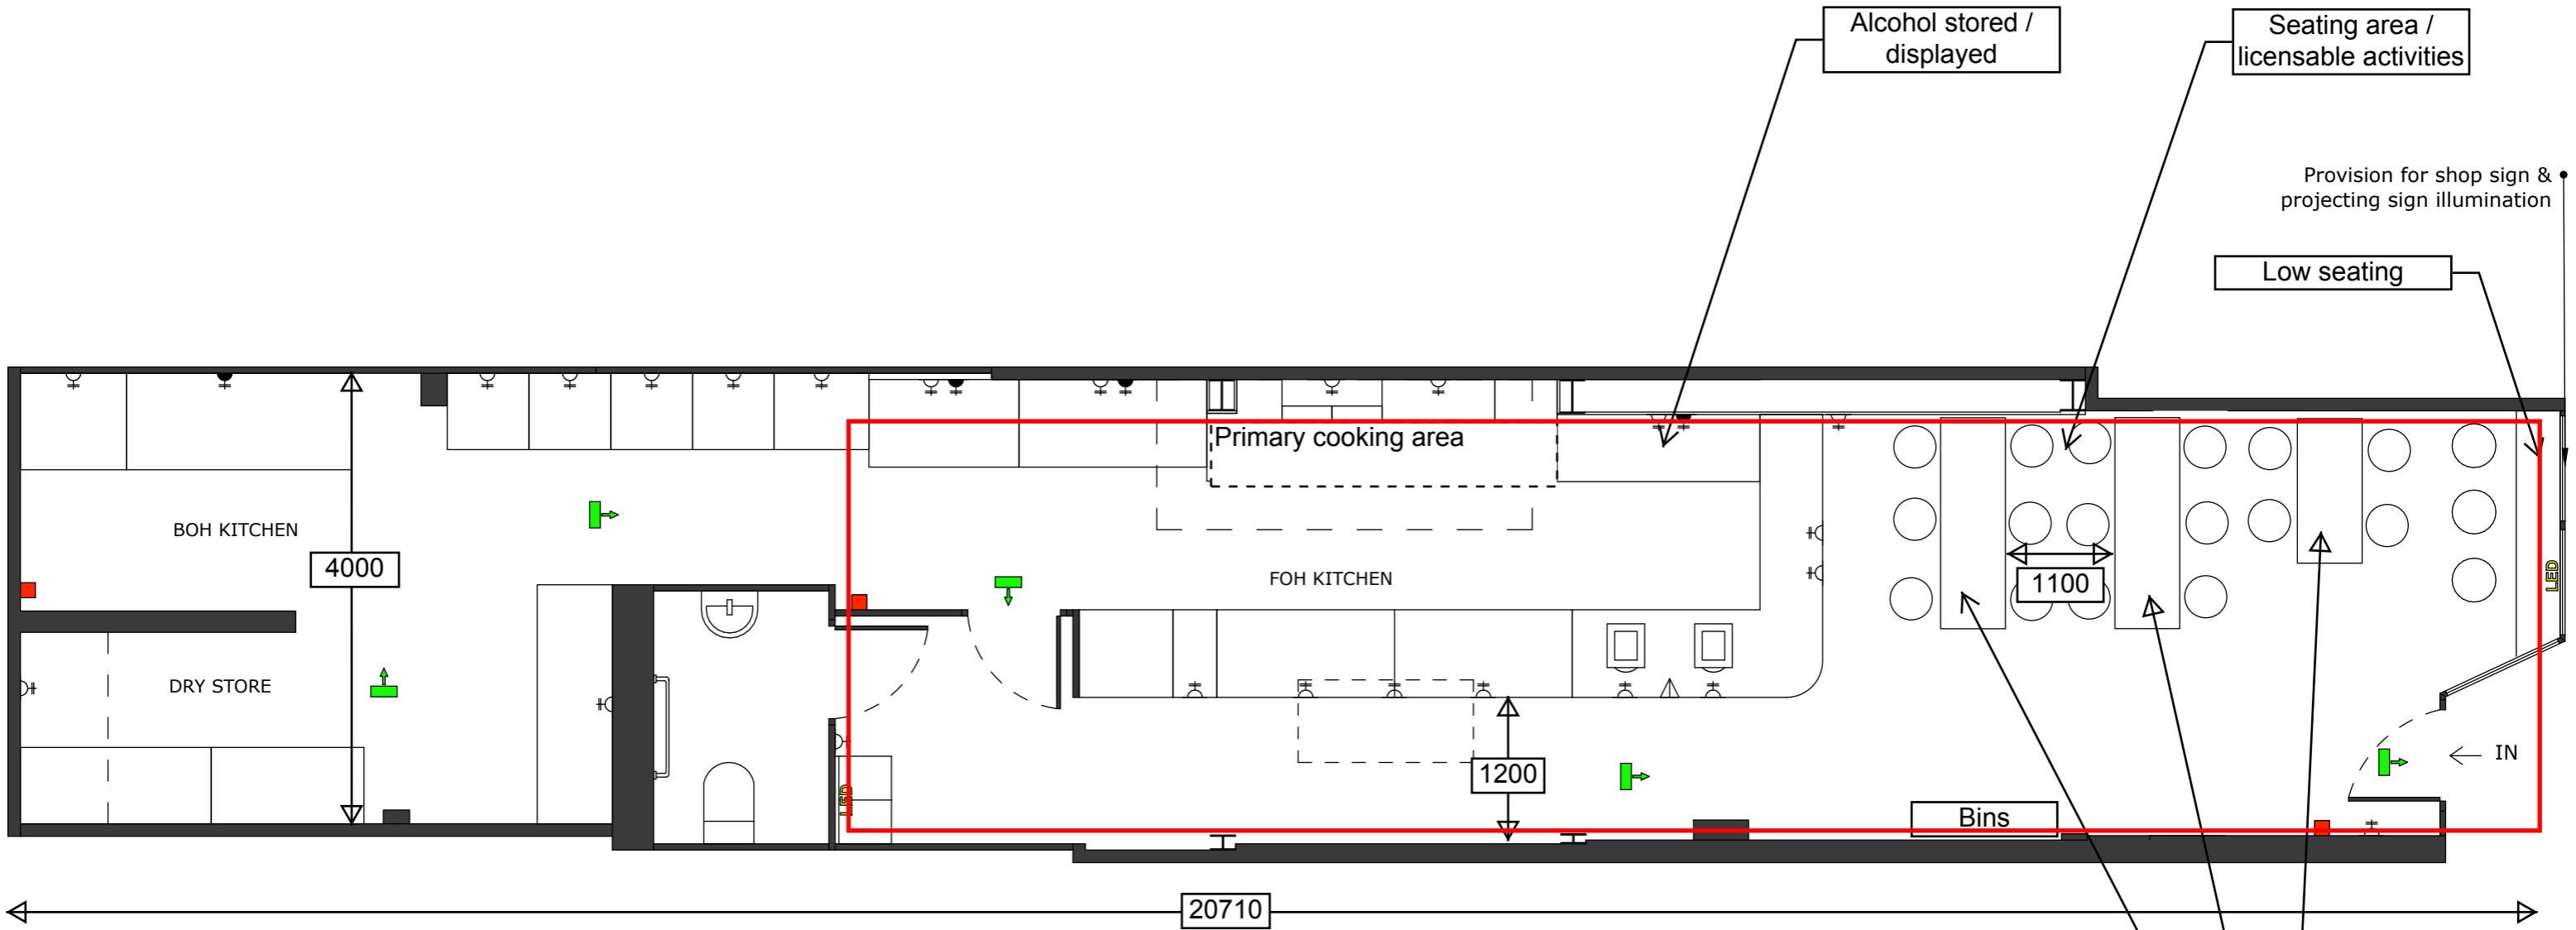 Alcohol stored /
displayed
Seating area /
licensable activities
Provision for shop sign &
projecting sign illumination
Low seating
Primary cooking area
BOH KITCHEN
4000
FOH KITCHEN
1100
LED
DRY STORE
IN
1200
LED
Bins
20710